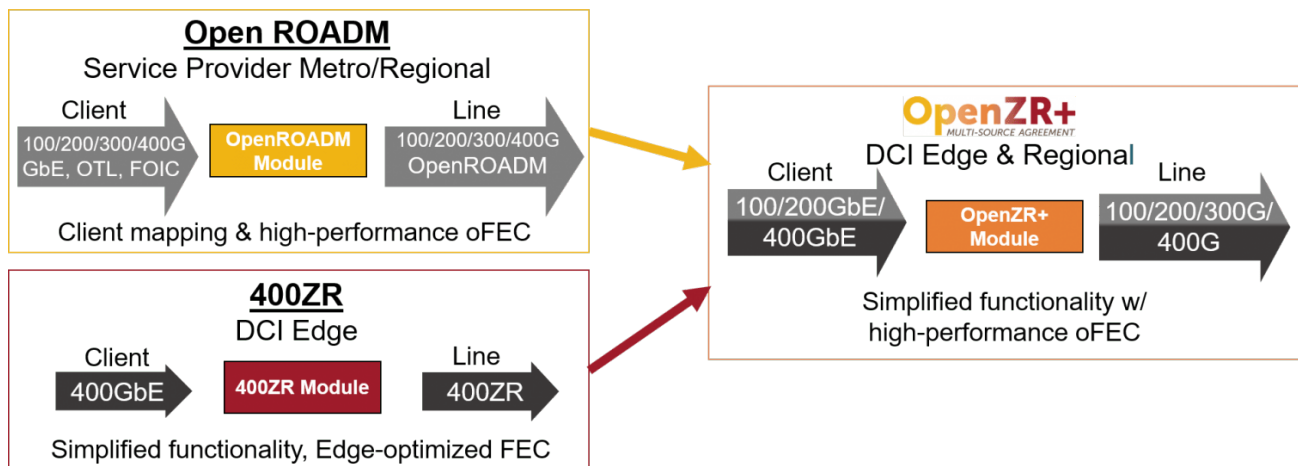 Open ROADM
Service Provider Metro/Regional
Client
Line
100/200/300/400G
GbE, OTL, FOIC
OpenROADM
Module
100/200/300/400G
OpenROADM
Client mapping & high-performance oFEC
400ZR
DCI Edge
Client
Line
400GbE
400ZR Module
400ZR
Simplified functionality, Edge-optimized FEC
OpenZR+
MULTI-SOURCE AGREEMENT
DCI Edge & Regional
Client
Line
100/200GbE/
400GbE
OpenZR+
Module
100/200/300G/
400G
Simplified functionality w/
high-performance oFEC